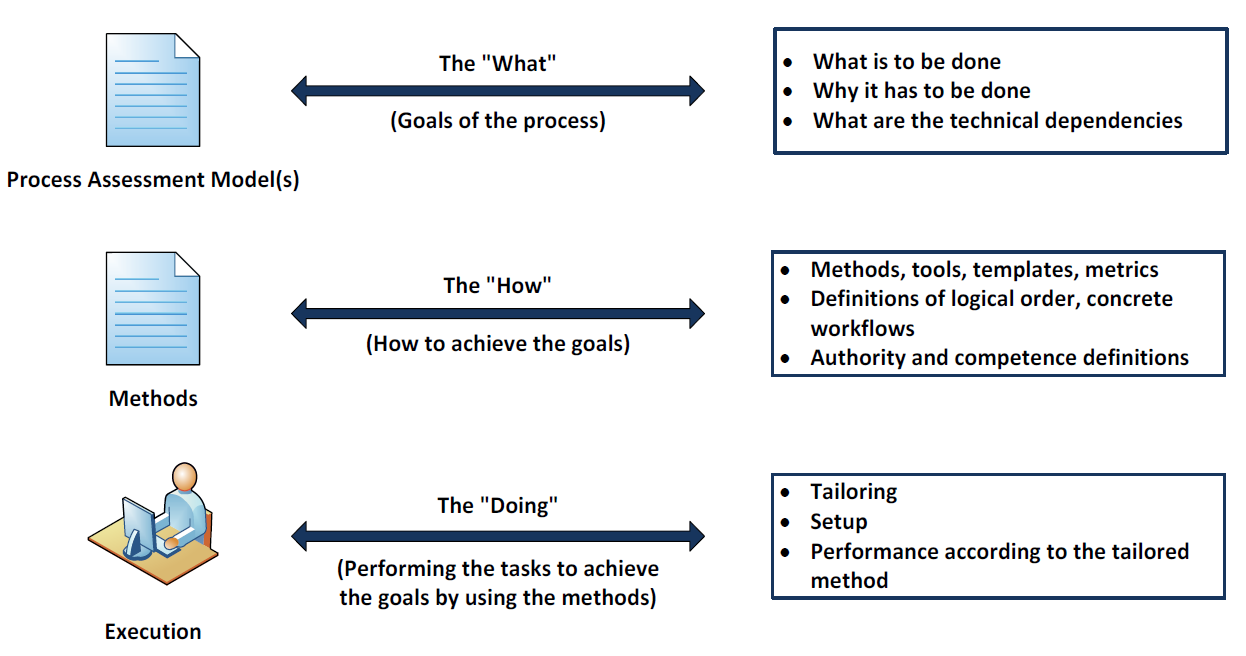 The "What"
(Goals of the process)
Process Assessment Model(s)
• What is to be done
• Why it has to be done
• What are the technical dependencies
The "How"
(How to achieve the goals)
Methods
• Methods, tools, templates, metrics
• Definitions of logical order, concrete
workflows
• Authority and competence definitions
The "Doing"
(Performing the tasks to achieve
the goals by using the methods)
Execution
• Tailoring
• Setup
• Performance according to the tailored
method